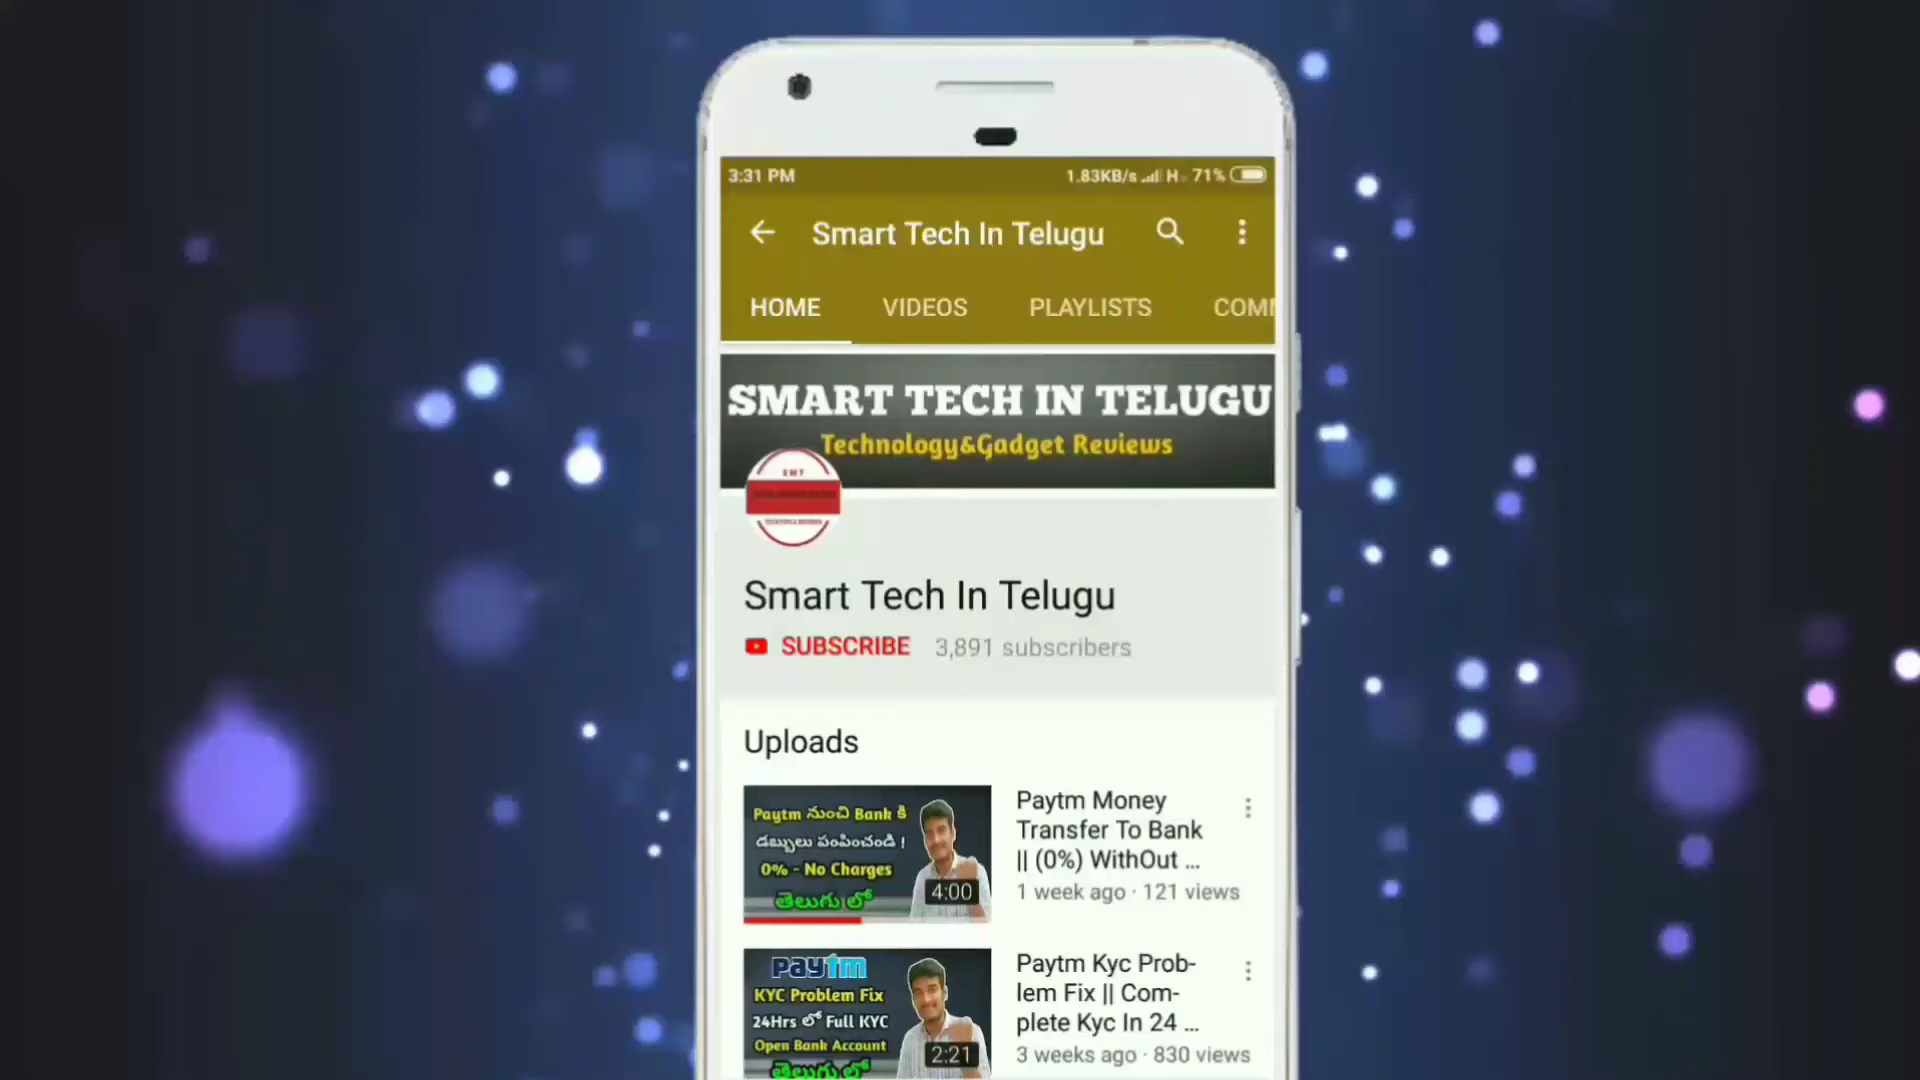 3:31 PM
1.83KB/s H 71%
Smart Tech In Telugu
HOME VIDEOS PLAYLISTS COMM
SMART TECH IN TELUGU
Technology&Gadget Reviews
SMT
Smart Tech In Telugu
SUBSCRIBE 3,891 subscribers
Uploads
Paytm నుంచి Bank కి
డబ్బులు పంపించండి !
0% - No Charges
తెలుగు లో
4:00
Paytm Money
Transfer To Bank
|| (0%) WithOut ...
1 week ago · 121 views
paytm
KYC Problem Fix
24Hrs లో Full KYC
Open Bank Account
తెలుగు లో
2:21
Paytm Kyc Prob-
lem Fix || Com-
plete Kyc In 24 ...
3 weeks ago · 830 views